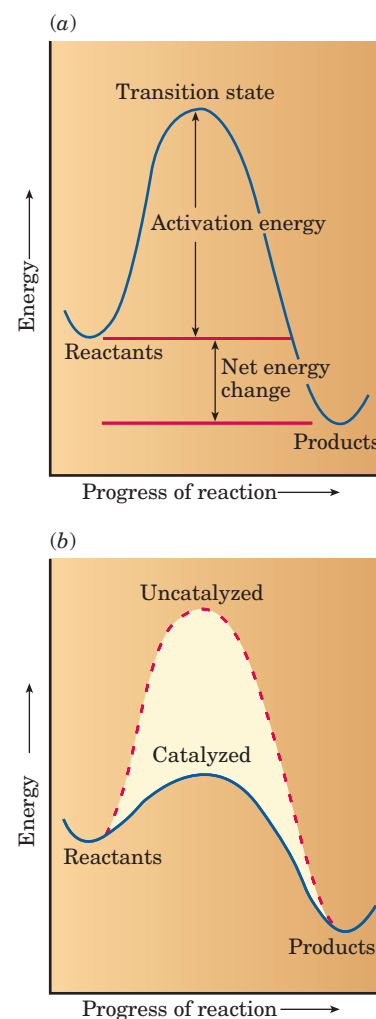 (a)
Transition state
Activation energy
Energy
Reactants
Net energy
change
Products
Progress of reaction
(b)
Uncatalyzed
Catalyzed
Energy
Reactants
Products
Progress of reaction